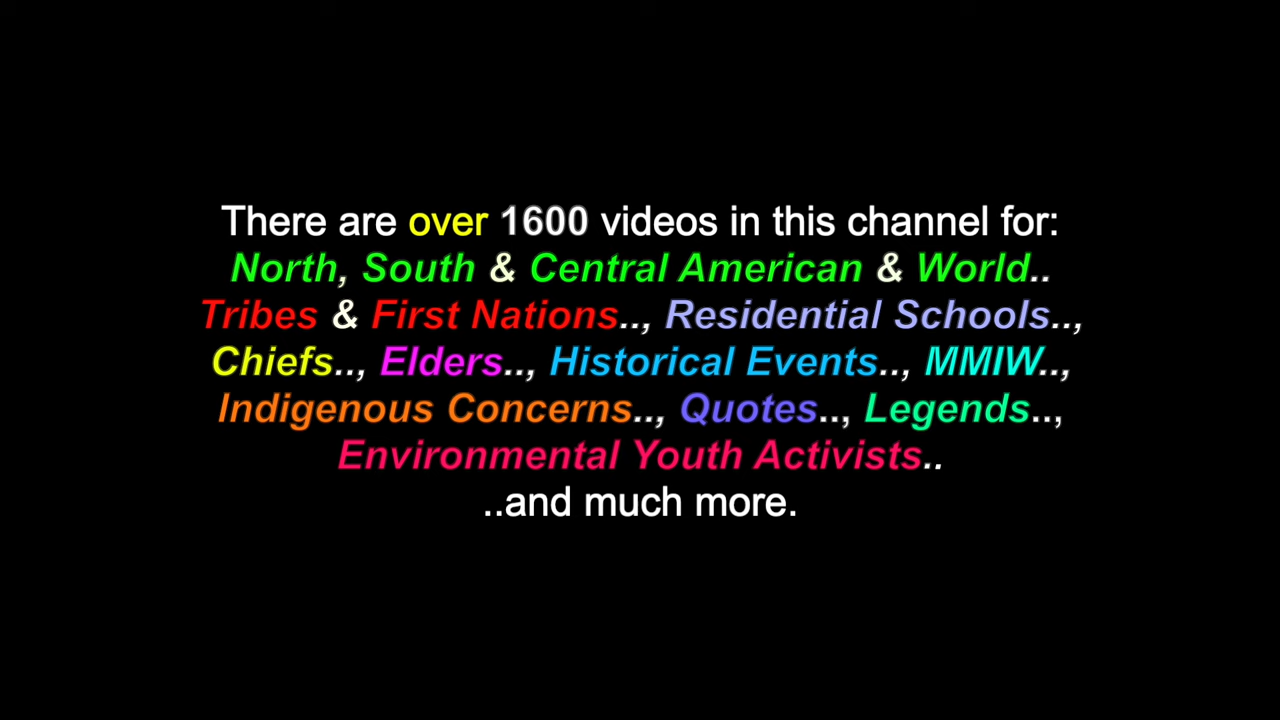 There are over 1600 videos in this channel for:
North, South & Central American & World..
Tribes & First Nations.., Residential Schools..,
Chiefs.., Elders.., Historical Events.., MMIW..,
Indigenous Concerns.., Quotes.., Legends..,
Environmental Youth Activists..
..and much more.